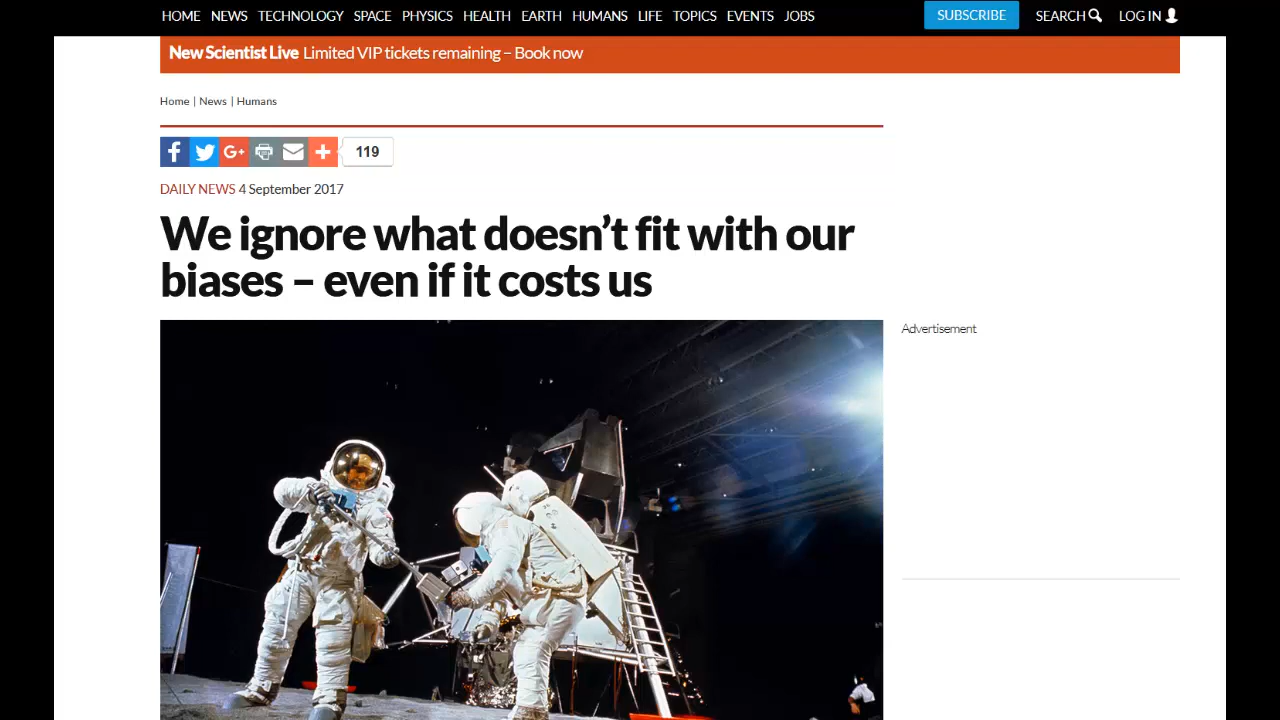 HOME NEWS TECHNOLOGY SPACE PHYSICS HEALTH EARTH HUMANS LIFE TOPICS EVENTS JOBS SUBSCRIBE SEARCH LOG IN
New Scientist Live Limited VIP tickets remaining – Book now
Home | News | Humans
119
DAILY NEWS 4 September 2017
We ignore what doesn't fit with our
biases – even if it costs us
Advertisement